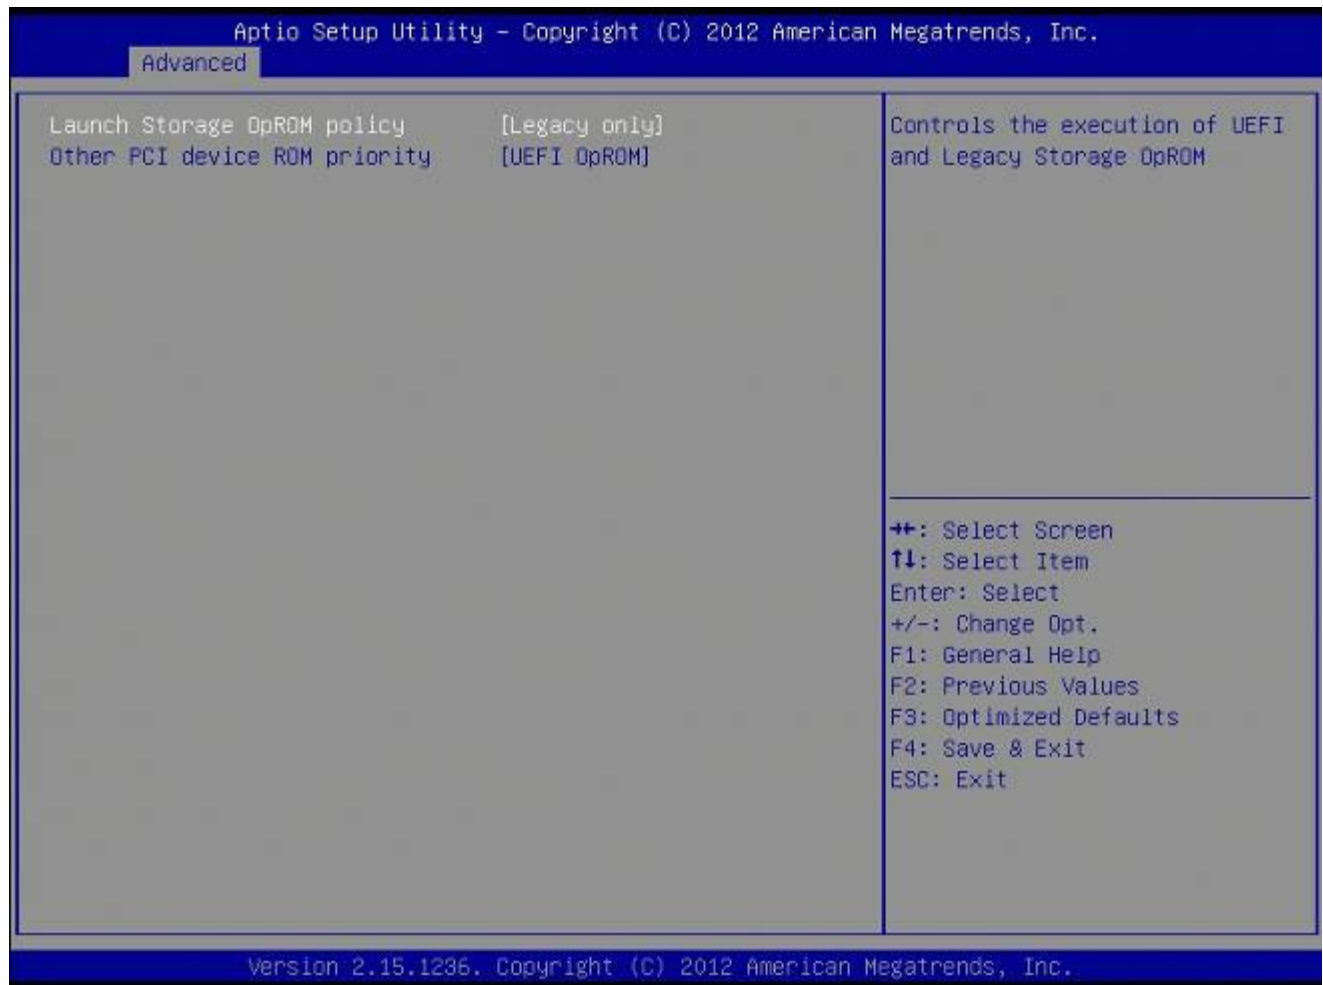 Aptio Setup Utility – Copyright (C) 2012 American Megatrends, Inc.
Advanced
Launch Storage OpROM policy [Legacy only]
Other PCI device ROM priority [UEFI OpROM]
Controls the execution of UEFI
and Legacy Storage OpROM
→←: Select Screen
↑↓: Select Item
Enter: Select
+/-: Change Opt.
F1: General Help
F2: Previous Values
F3: Optimized Defaults
F4: Save & Exit
ESC: Exit
Version 2.15.1236. Copyright (C) 2012 American Megatrends, Inc.